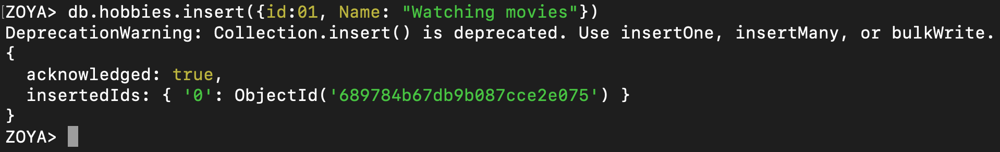 [ZOYA> db.hobbies.insert({id:01, Name: "Watching movies"})
DeprecationWarning: Collection.insert() is deprecated. Use insertOne, insertMany, or bulkWrite.
{
  acknowledged: true,
  insertedIds: { '0': ObjectId('689784b67db9b087cce2e075') }
}
ZOYA>